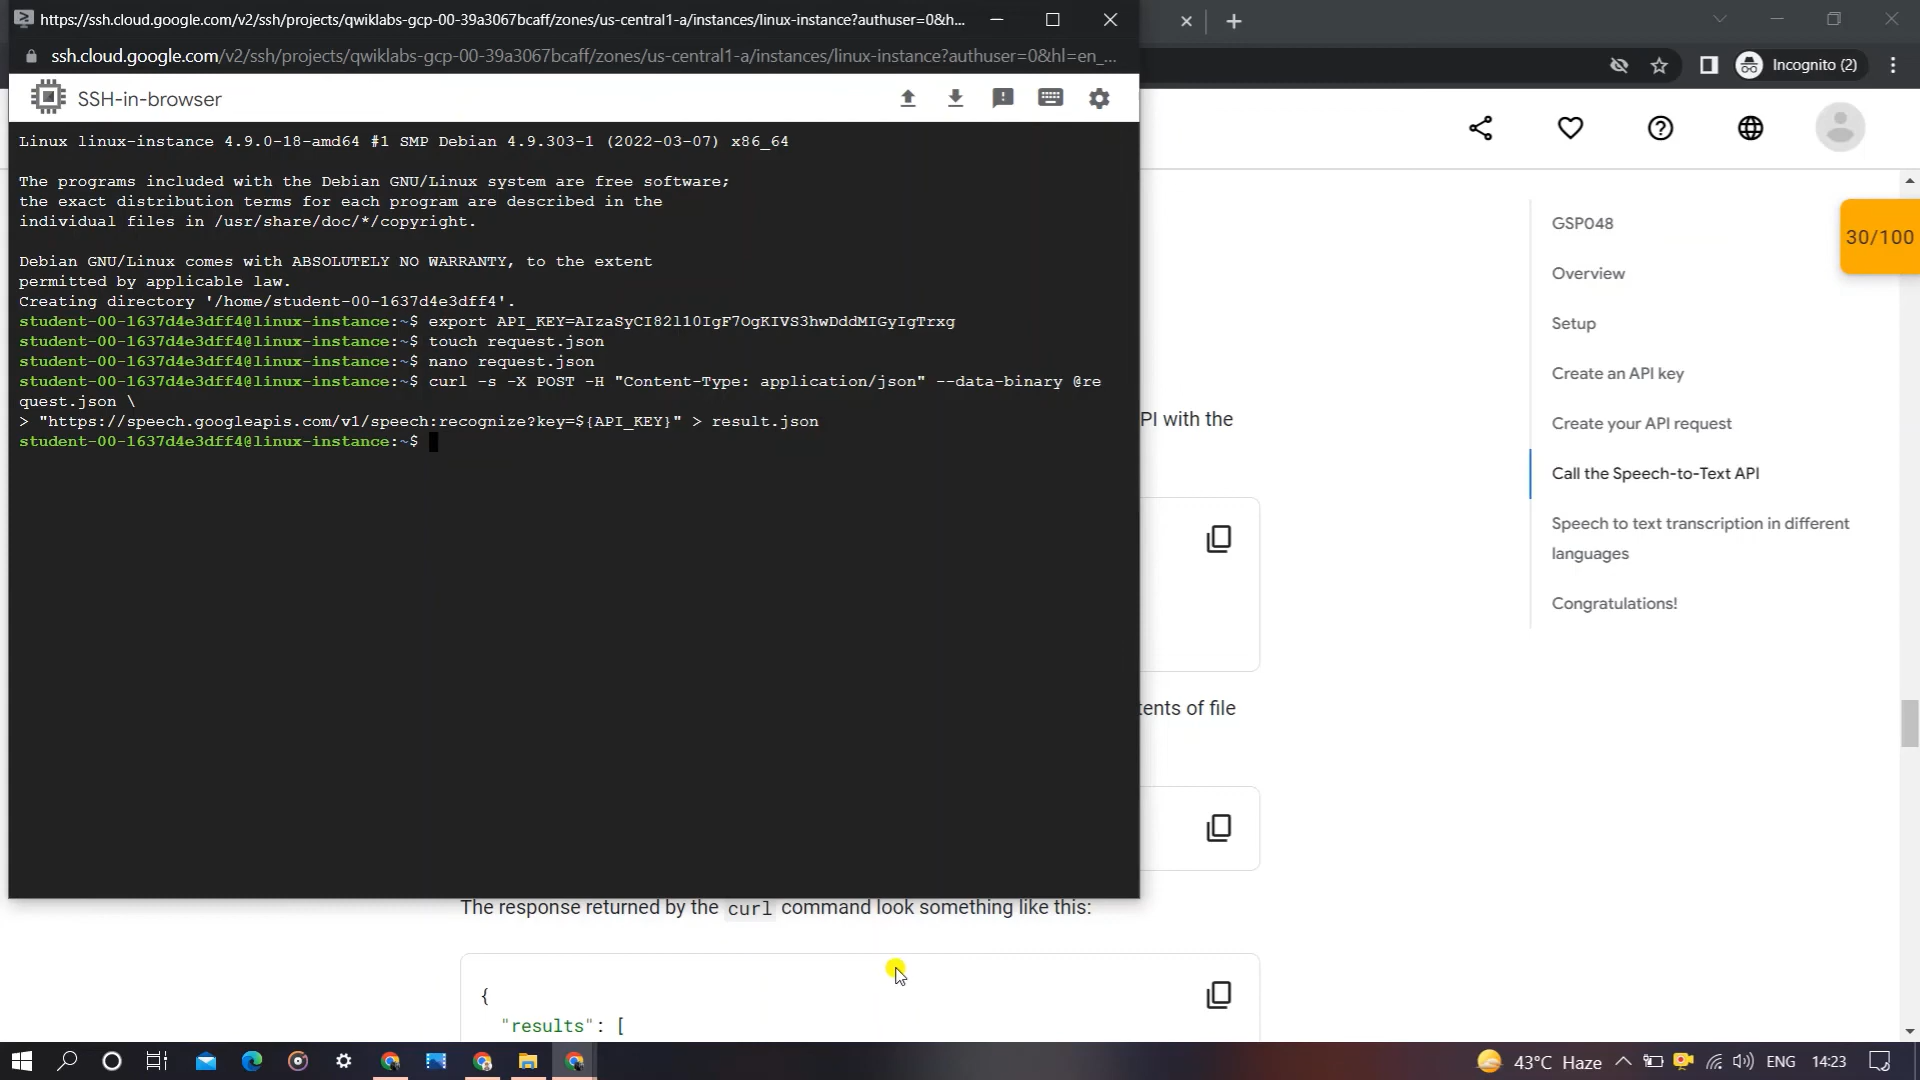 https://ssh.cloud.google.com/v2/ssh/projects/qwiklabs-gcp-00-39a3067bcaff/zones/us-central1-a/instances/linux-instance?authuser=0&h...
ssh.cloud.google.com/v2/ssh/projects/qwiklabs-gcp-00-39a3067bcaff/zones/us-central1-a/instances/linux-instance?authuser=0&hl=en_...
Incognito (2)
SSH-in-browser
Linux linux-instance 4.9.0-18-amd64 #1 SMP Debian 4.9.303-1 (2022-03-07) x86_64
The programs included with the Debian GNU/Linux system are free software;
the exact distribution terms for each program are described in the
individual files in /usr/share/doc/*/copyright.
Debian GNU/Linux comes with ABSOLUTELY NO WARRANTY, to the extent
permitted by applicable law.
Creating directory '/home/student-00-1637d4e3dff4'.
student-00-1637d4e3dff4@linux-instance:~$ export API_KEY=AIzaSyCI82l10IgF7OgKIVS3hwDddMIGyIgTrxg
student-00-1637d4e3dff4@linux-instance:~$ touch request.json
student-00-1637d4e3dff4@linux-instance:~$ nano request.json
student-00-1637d4e3dff4@linux-instance:~$ curl -s -X POST -H "Content-Type: application/json" --data-binary @re
quest.json \
> "https://speech.googleapis.com/v1/speech:recognize?key=${API_KEY}" > result.json
student-00-1637d4e3dff4@linux-instance:~$
PI with the
tents of file
The response returned by the curl command look something like this:
{
"results": [
GSP048
Overview
Setup
Create an API key
Create your API request
Call the Speech-to-Text API
Speech to text transcription in different
languages
Congratulations!
30/100
43°C Haze
ENG
14:23